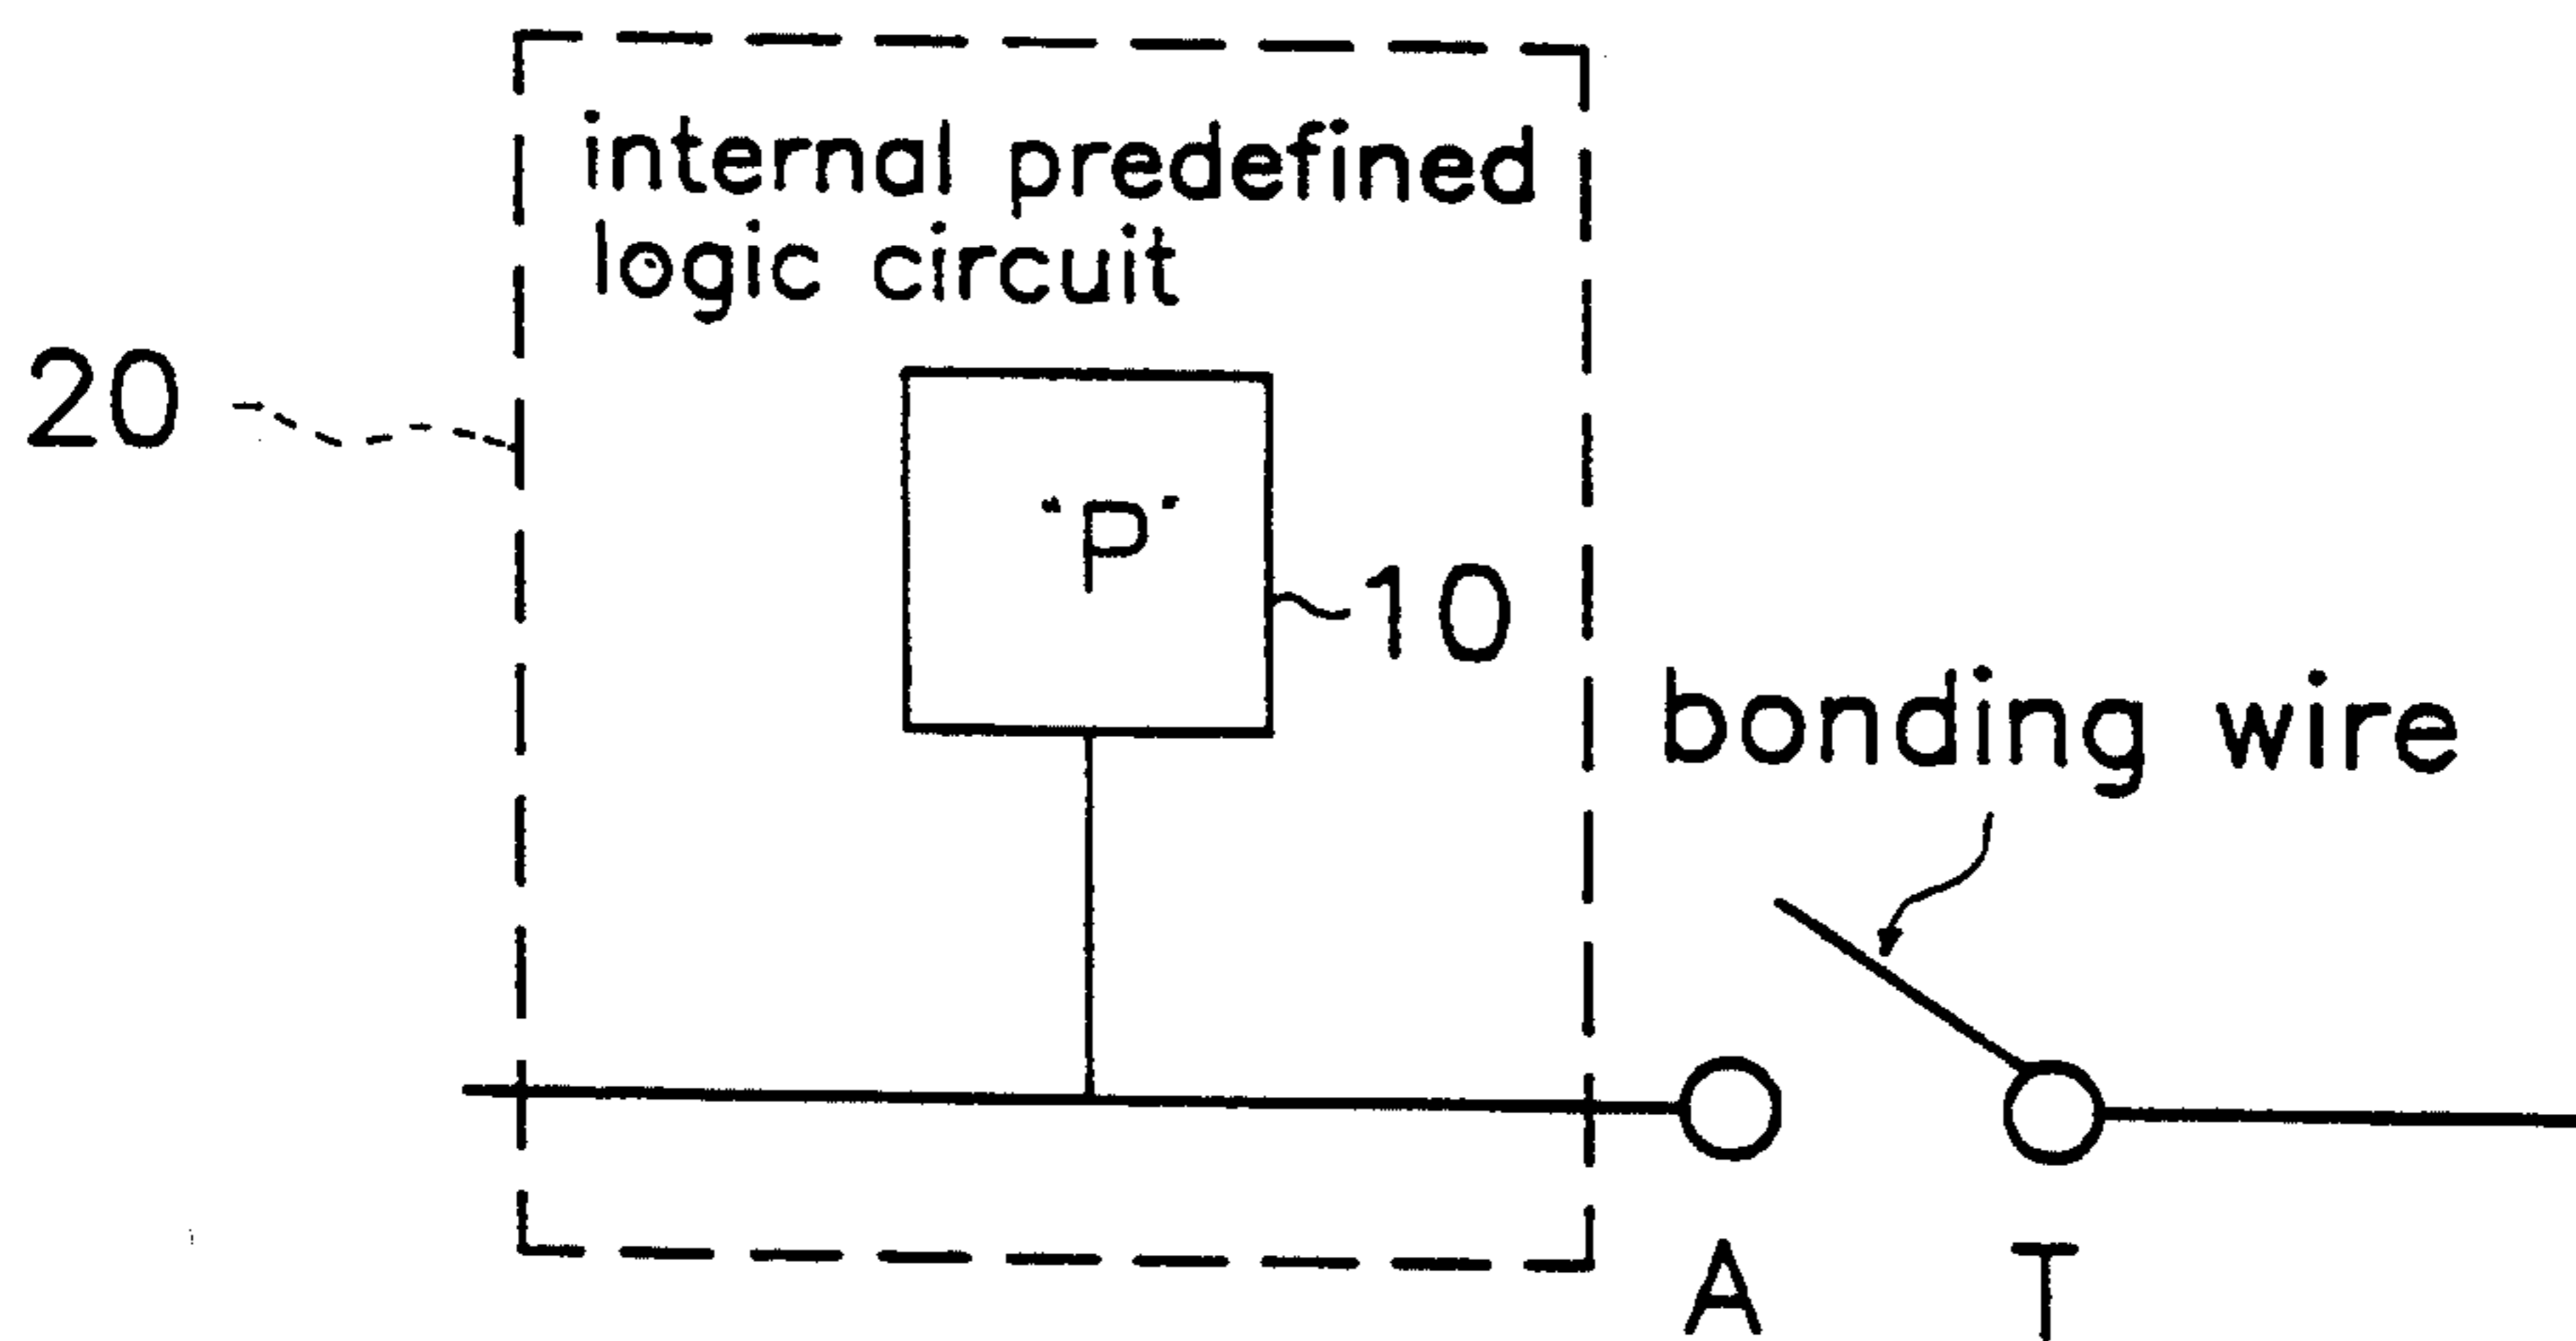 internal predefined
logic circuit
20
"P"
10
bonding wire
A
T